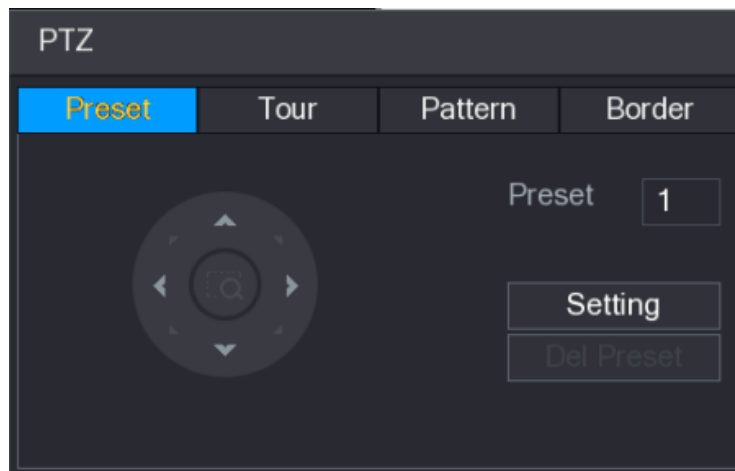 PTZ
Preset Tour Pattern Border
Preset 1
Setting
Del Preset